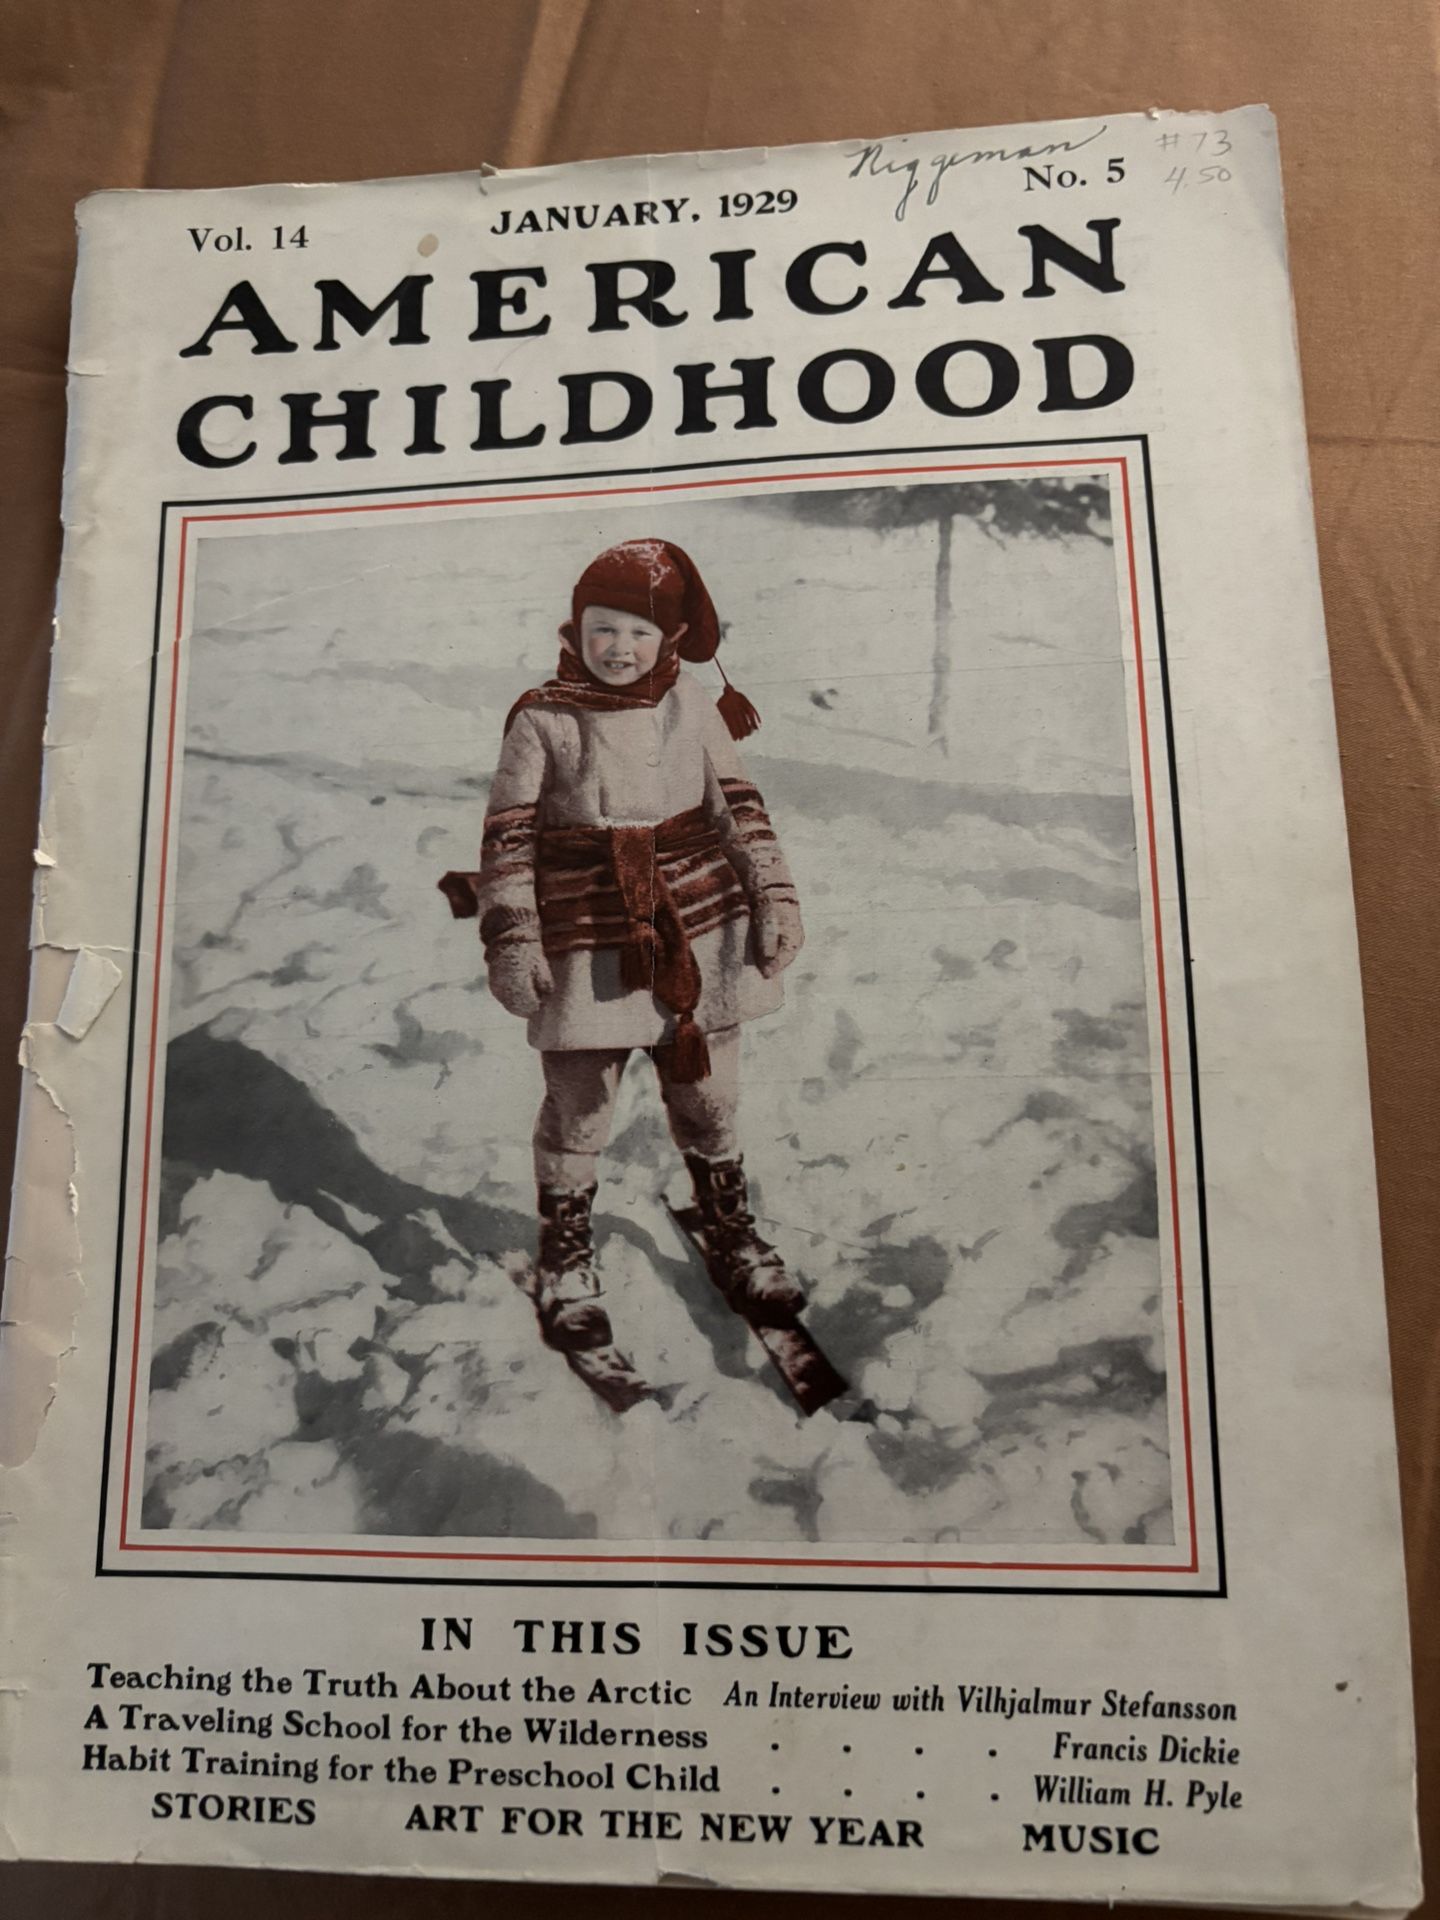 Niggeman #73
Vol. 14 JANUARY, 1929 No. 5 4.50
AMERICAN
CHILDHOOD
IN THIS ISSUE
Teaching the Truth About the Arctic An Interview with Vilhjalmur Stefansson
A Traveling School for the Wilderness . . . . Francis Dickie
Habit Training for the Preschool Child . . . . William H. Pyle
STORIES ART FOR THE NEW YEAR MUSIC